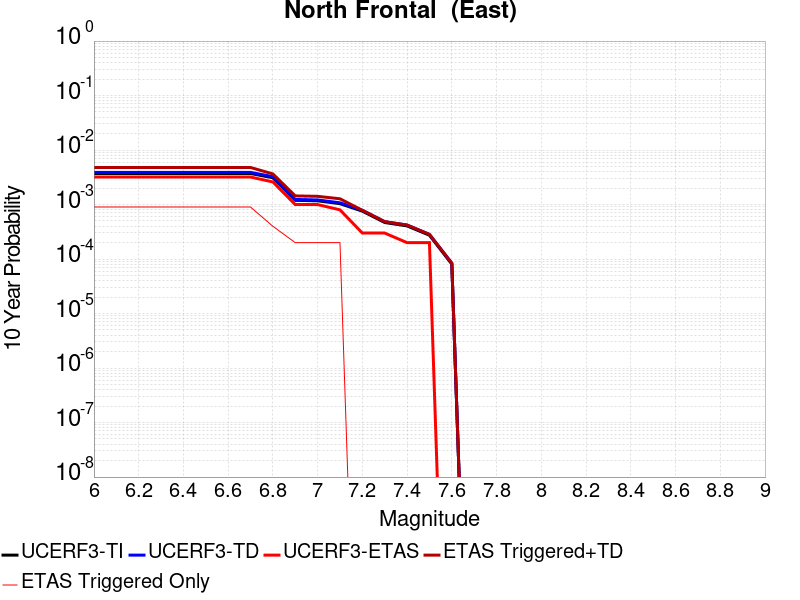 North Frontal  (East)
10 0
10 -1
10 -2
10 -3
10 -4
10 -5
10 -6
10 -7
10 -8
10 Year Probability
6 6.2 6.4 6.6 6.8 7 7.2 7.4 7.6 7.8 8 8.2 8.4 8.6 8.8 9
Magnitude
UCERF3-TI UCERF3-TD UCERF3-ETAS ETAS Triggered+TD
ETAS Triggered Only